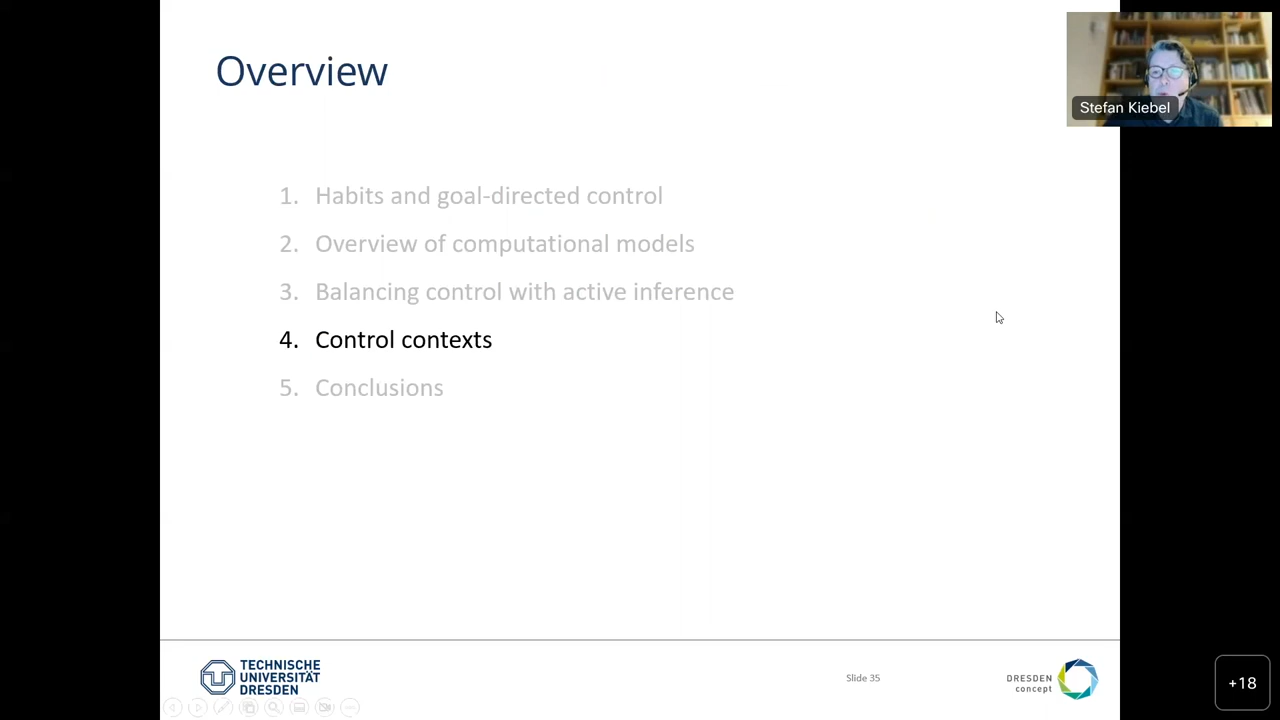 Overview
Stefan Kiebel
1. Habits and goal-directed control
2. Overview of computational models
3. Balancing control with active inference
4. Control contexts
5. Conclusions
TECHNISCHE
UNIVERSITÄT
DRESDEN
Slide 35
DRESDEN
concept
+18